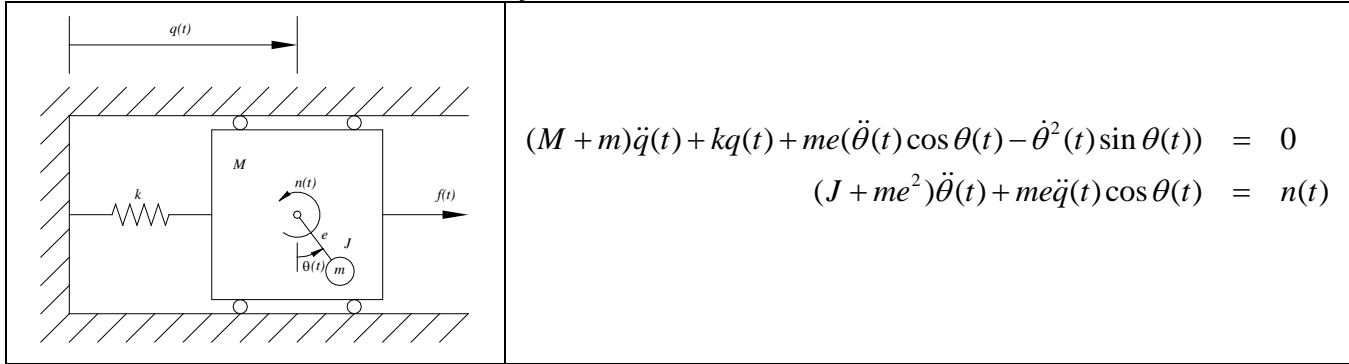 q(t)
M
n(t)
k
f(t)
e
J
θ(t)
m
(M + m)q̈(t) + kq(t) + me(θ̈(t) cos θ(t) − θ̇²(t) sin θ(t)) = 0
(J + me²)θ̈(t) + meq̈(t) cos θ(t) = n(t)